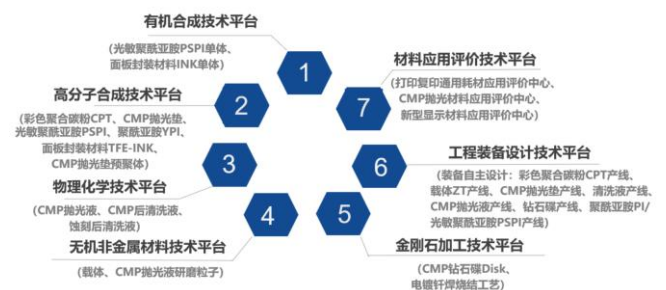 有机合成技术平台
(光敏聚酰亚胺PSPI单体、
面板封装材料INK单体)
1
高分子合成技术平台
(彩色聚合碳粉CPT、CMP抛光垫、
光敏聚酰亚胺PSPI、聚酰亚胺YPI、
面板封装材料TFE-INK、
CMP抛光垫预聚体)
2
物理化学技术平台
(CMP抛光液、CMP后清洗液、
蚀刻后清洗液)
3
无机非金属材料技术平台
(载体、CMP抛光液研磨粒子)
4
金刚石加工技术平台
(CMP钻石碟Disk、
电镀钎焊烧结工艺)
5
工程装备设计技术平台
(装备自主设计：彩色聚合碳粉CPT产线、
载体ZT产线、CMP抛光垫产线、清洗液产线、
CMP抛光液产线、钻石碟产线、聚酰亚胺PI/
光敏聚酰亚胺PSPI产线)
6
材料应用评价技术平台
(打印复印通用耗材应用评价中心、
CMP抛光材料应用评价中心、
新型显示材料应用评价中心)
7